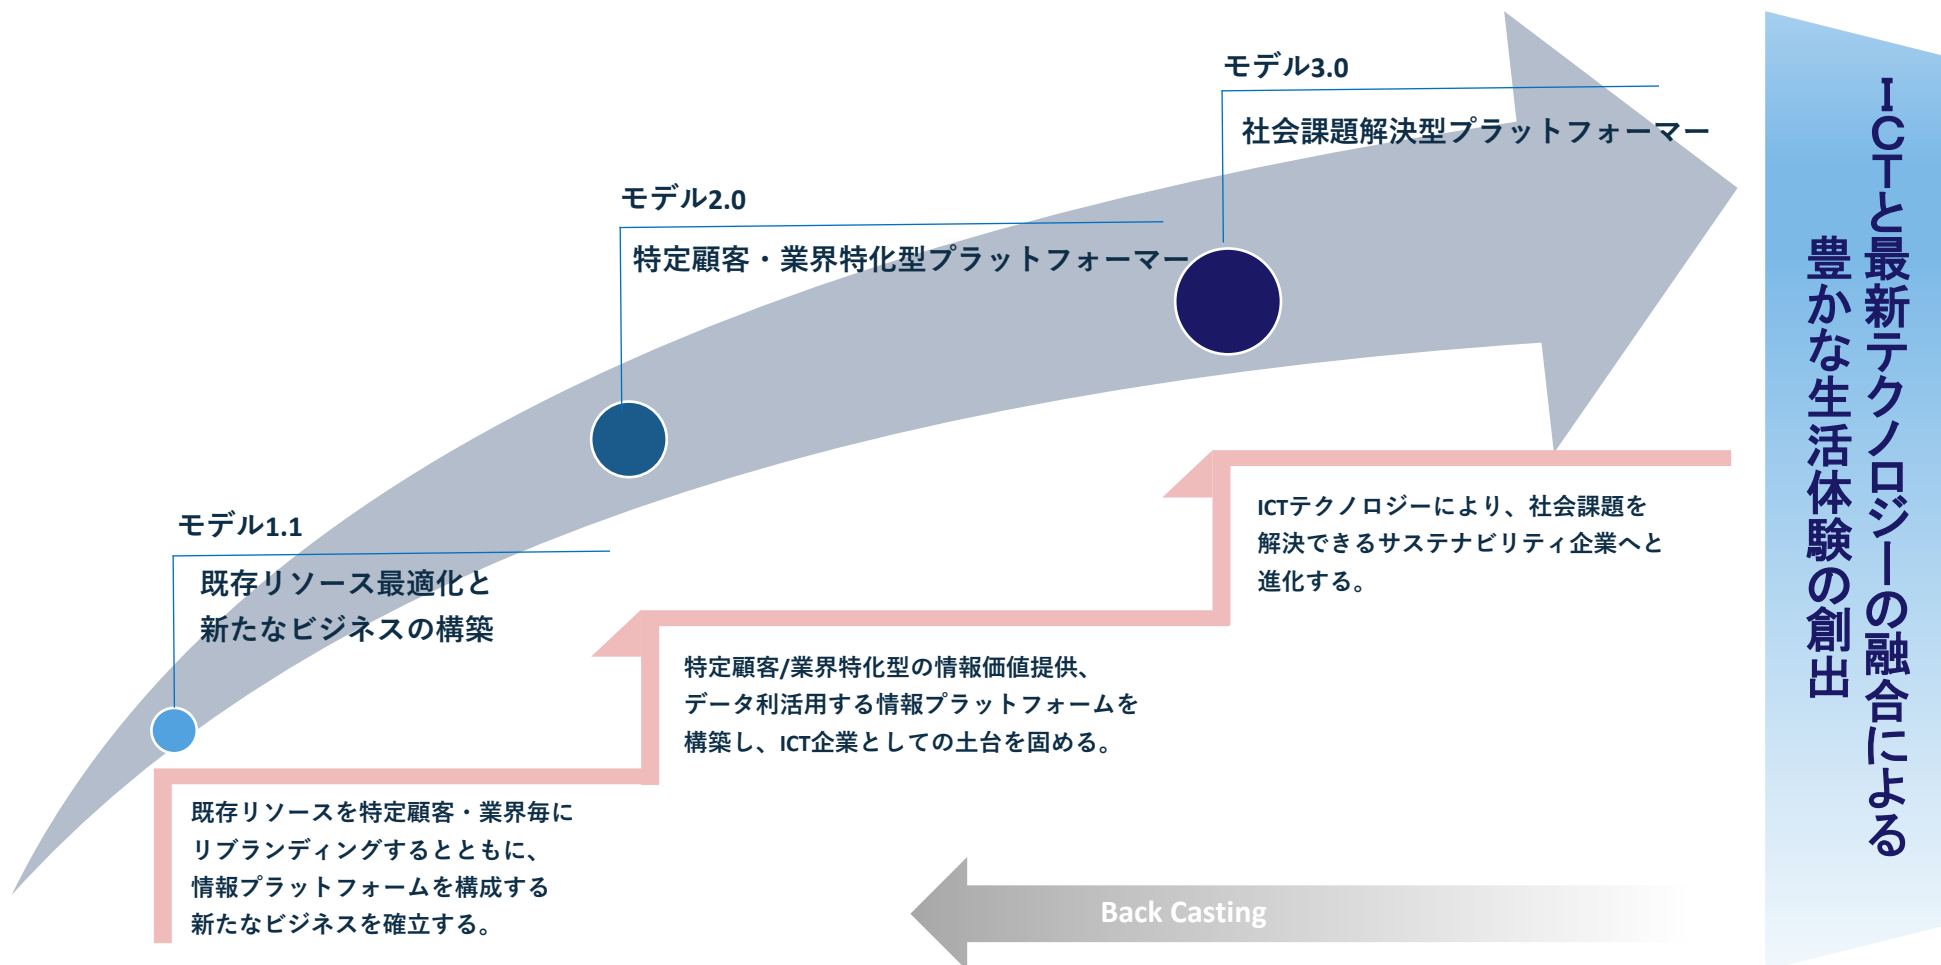 モデル1.1
既存リソース最適化と
新たなビジネスの構築
既存リソースを特定顧客・業界毎に
リブランディングするとともに、
情報プラットフォームを構成する
新たなビジネスを確立する。
モデル2.0
特定顧客・業界特化型プラットフォーマー
特定顧客/業界特化型の情報価値提供、
データ利活用する情報プラットフォームを
構築し、ICT企業としての土台を固める。
モデル3.0
社会課題解決型プラットフォーマー
ICTテクノロジーにより、社会課題を
解決できるサステナビリティ企業へと
進化する。
Back Casting
ICTと最新テクノロジーの融合による
豊かな生活体験の創出